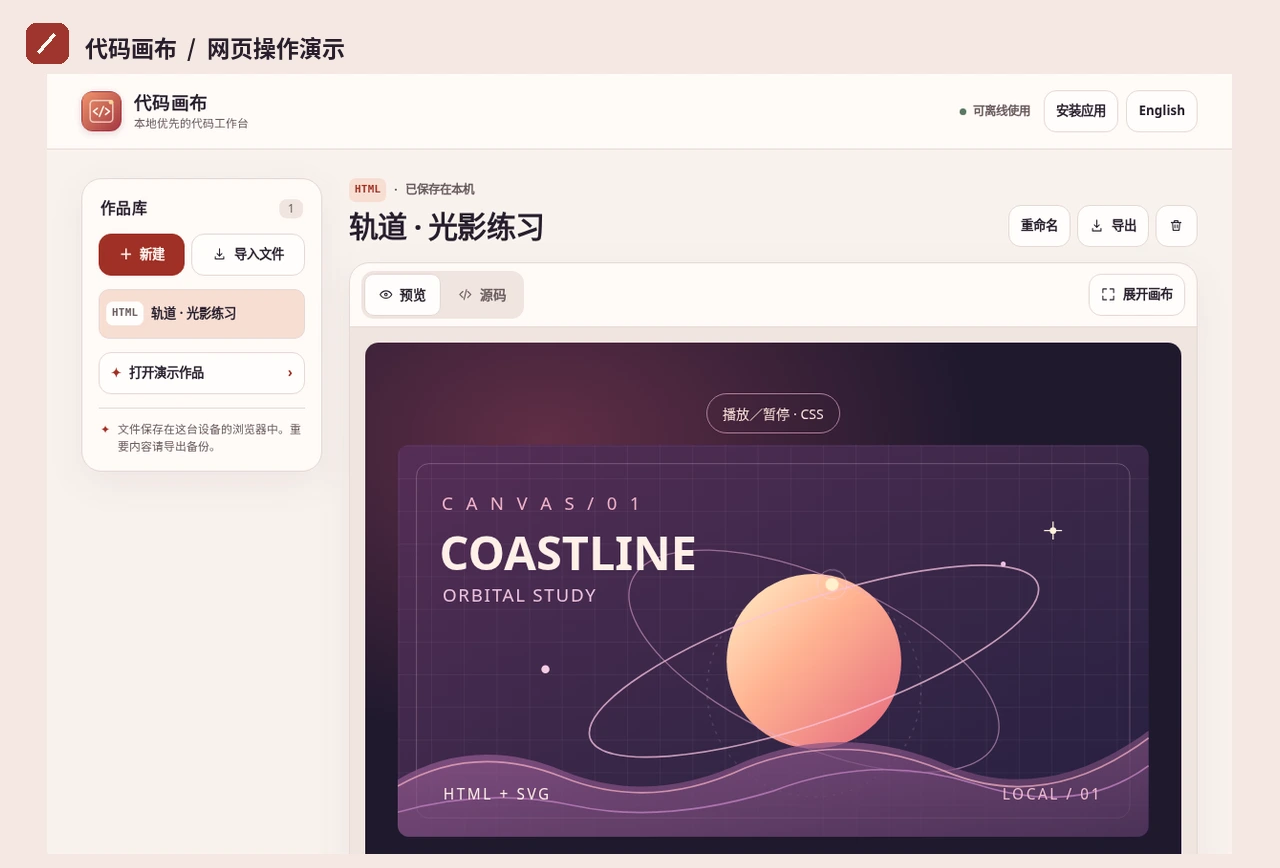 代码画布 / 网页操作演示
代码画布
本地优先的代码工作台
可离线使用
安装应用
English
作品库
1
新建
导入文件
HTML 轨道 · 光影练习
打开演示作品
文件保存在这台设备的浏览器中。重
要内容请导出备份。
HTML · 已保存在本机
轨道 · 光影练习
重命名
导出
预览
源码
展开画布
播放／暂停 · CSS
CANVAS/01
COASTLINE
ORBITAL STUDY
HTML + SVG
LOCAL / 01